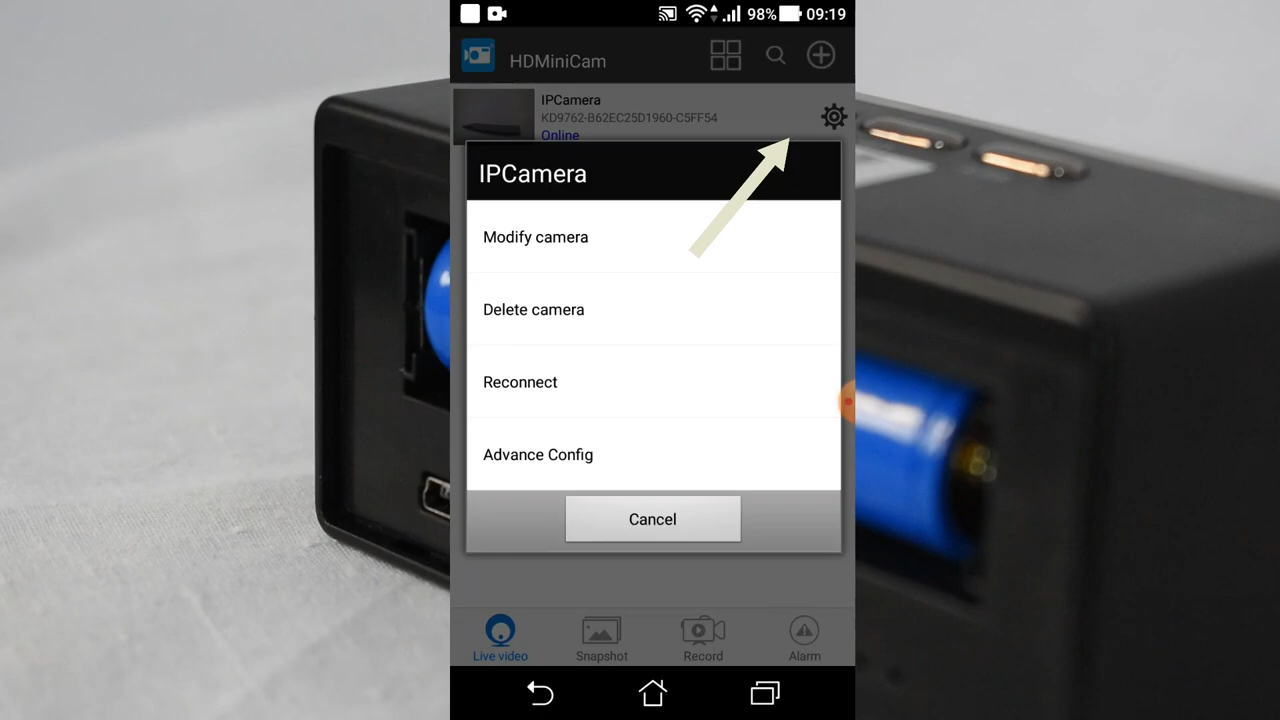 98% 09:19
HDMiniCam
IPCamera
KD9762-B62EC25D1960-C5FF54
Online
IPCamera
Modify camera
Delete camera
Reconnect
Advance Config
Cancel
Live video Snapshot Record Alarm